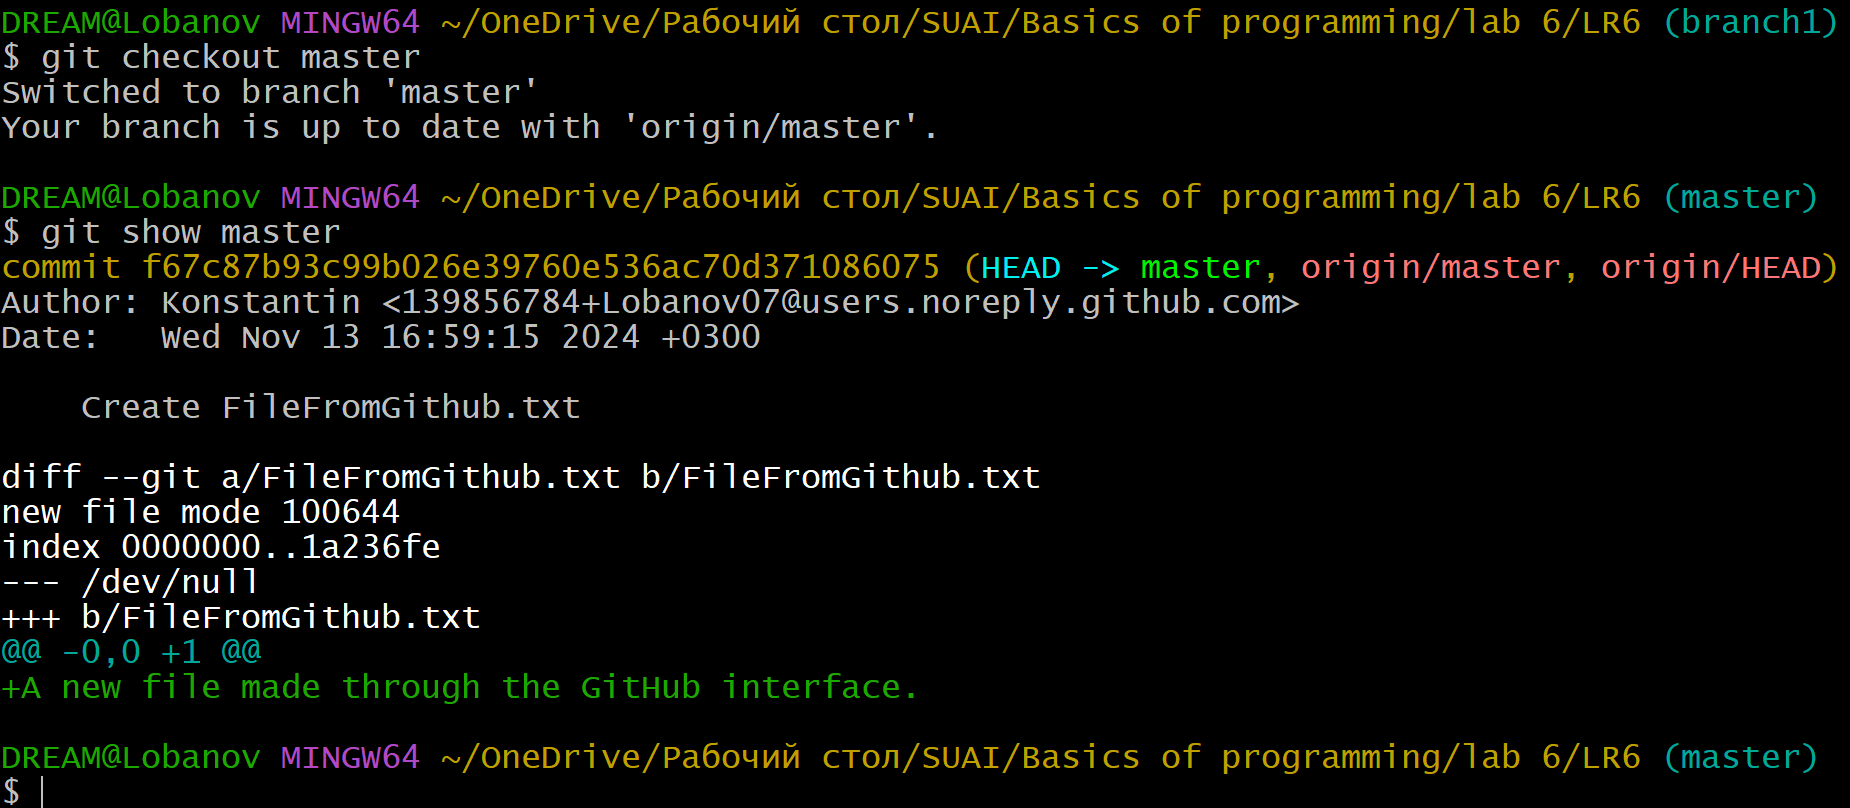 DREAM@Lobanov MINGW64 ~/OneDrive/Рабочий стол/SUAI/Basics of programming/lab 6/LR6 (branch1)
$ git checkout master
Switched to branch 'master'
Your branch is up to date with 'origin/master'.
DREAM@Lobanov MINGW64 ~/OneDrive/Рабочий стол/SUAI/Basics of programming/lab 6/LR6 (master)
$ git show master
commit f67c87b93c99b026e39760e536ac70d371086075 (HEAD -> master, origin/master, origin/HEAD)
Author: Konstantin <139856784+Lobanov07@users.noreply.github.com>
Date:   Wed Nov 13 16:59:15 2024 +0300
    Create FileFromGithub.txt
diff --git a/FileFromGithub.txt b/FileFromGithub.txt
new file mode 100644
index 0000000..1a236fe
--- /dev/null
+++ b/FileFromGithub.txt
@@ -0,0 +1 @@
+A new file made through the GitHub interface.
DREAM@Lobanov MINGW64 ~/OneDrive/Рабочий стол/SUAI/Basics of programming/lab 6/LR6 (master)
$